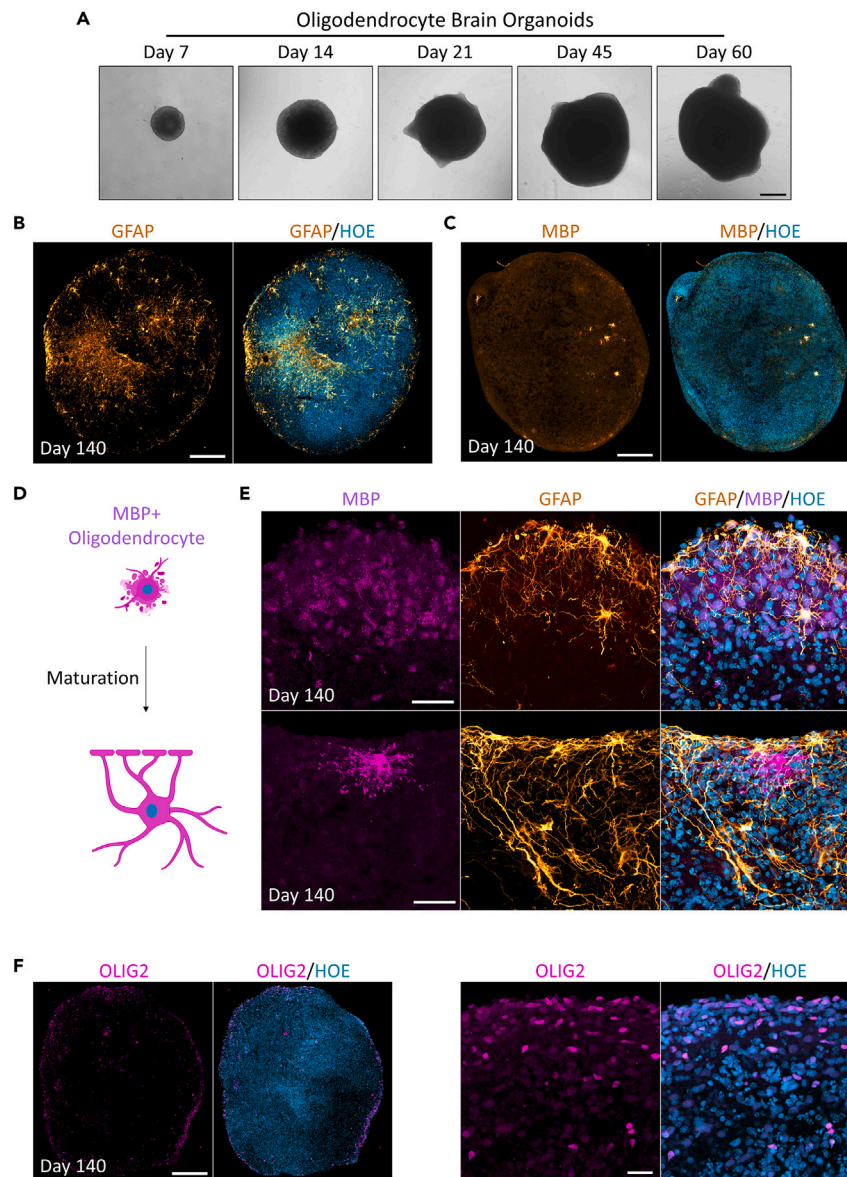 A
Oligodendrocyte Brain Organoids
Day 7
Day 14
Day 21
Day 45
Day 60
B
GFAP
GFAP/HOE
Day 140
C
MBP
MBP/HOE
Day 140
D
MBP+
Oligodendrocyte
Maturation
E
MBP
GFAP
GFAP/MBP/HOE
Day 140
Day 140
F
OLIG2
OLIG2/HOE
Day 140
OLIG2
OLIG2/HOE